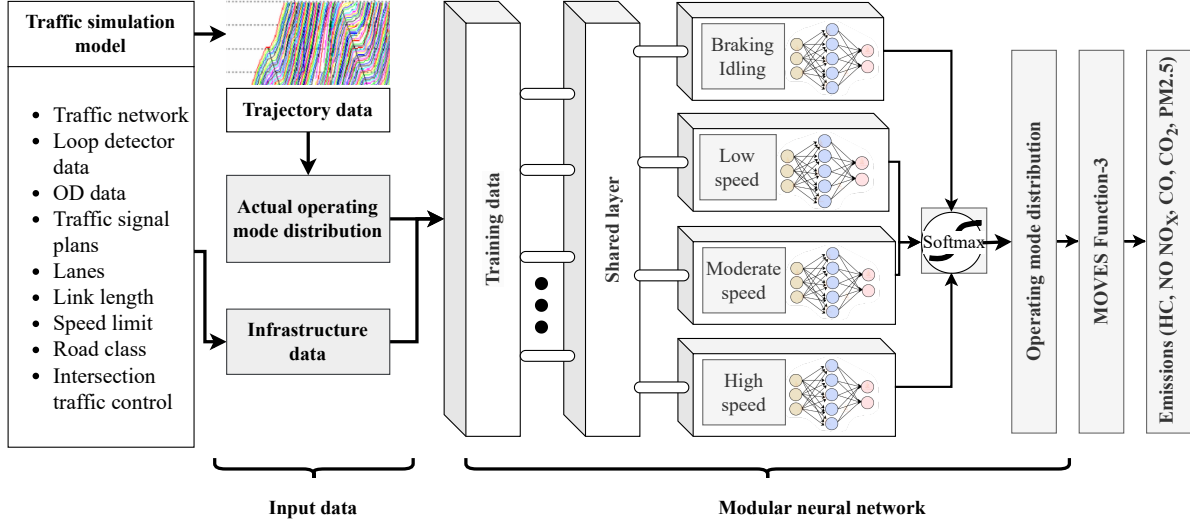 Traffic simulation
model
Traffic network
Loop detector
data
OD data
Traffic signal
plans
Lanes
Link length
Speed limit
Road class
Intersection
traffic control
Trajectory data
Actual operating
mode distribution
Infrastructure
data
Input data
Training data
Shared layer
Braking
Idling
Low
speed
Moderate
speed
High
speed
Softmax
Operating mode distribution
MOVES Function-3
Emissions (HC, NO NOX, CO, CO2, PM2.5)
Modular neural network